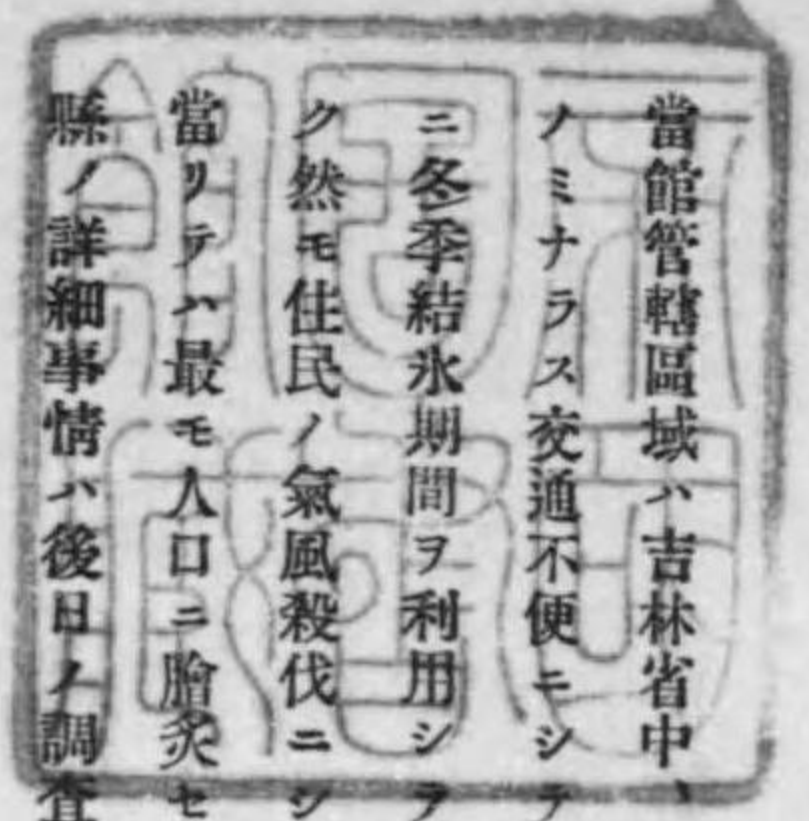 當館管轄區域ハ吉林省中、
ノミナラス交通不便ニシテ
ニ冬季結氷期間ヲ利用シテ
ク然モ住民ノ氣風殺伐ニシ
當リテハ最モ人口ニ膾炙セ
縣ノ詳細事情ハ後日ノ調査